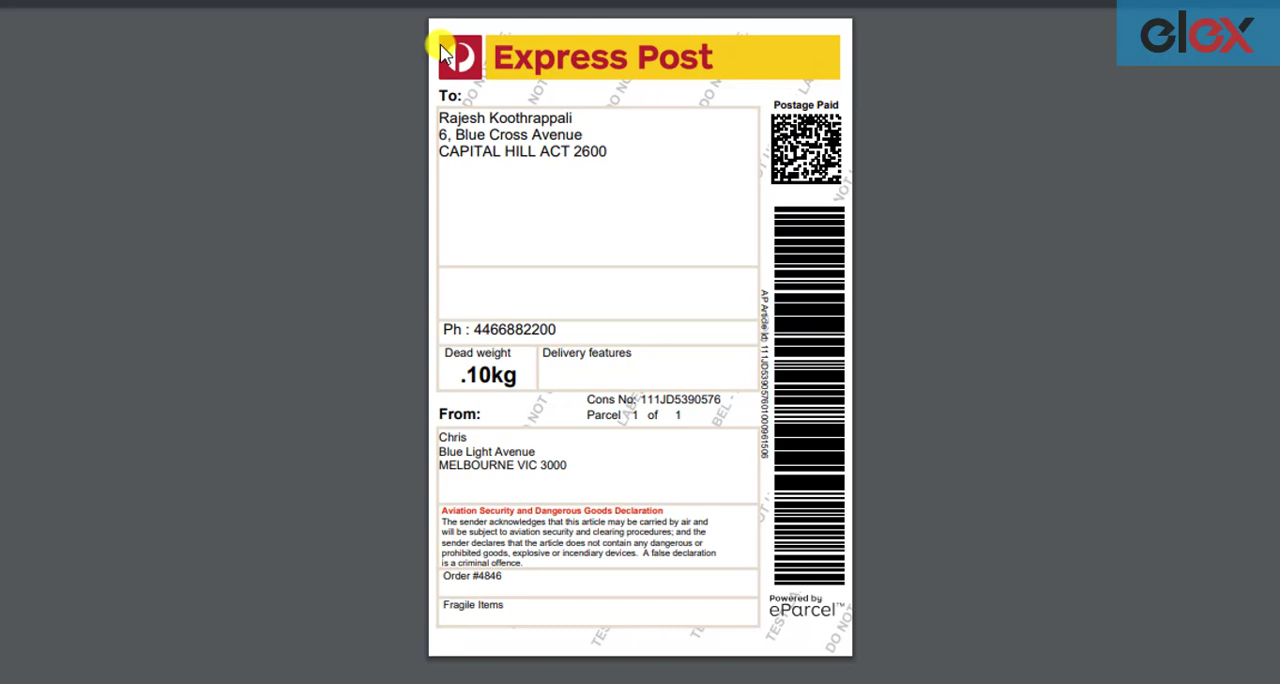 elex
Express Post
To:
Postage Paid
Rajesh Koothrappali
6, Blue Cross Avenue
CAPITAL HILL ACT 2600
Ph : 4466882200
Dead weight
Delivery features
.10kg
AP Article Id: 111JD539057601000961506
Cons No: 111JD5390576
Parcel 1 of 1
From:
Chris
Blue Light Avenue
MELBOURNE VIC 3000
Aviation Security and Dangerous Goods Declaration
The sender acknowledges that this article may be carried by air and
will be subject to aviation security and clearing procedures; and the
sender declares that the article does not contain any dangerous or
prohibited goods, explosive or incendiary devices. A false declaration
is a criminal offence.
Order #4846
Fragile Items
Powered by
eParcel™